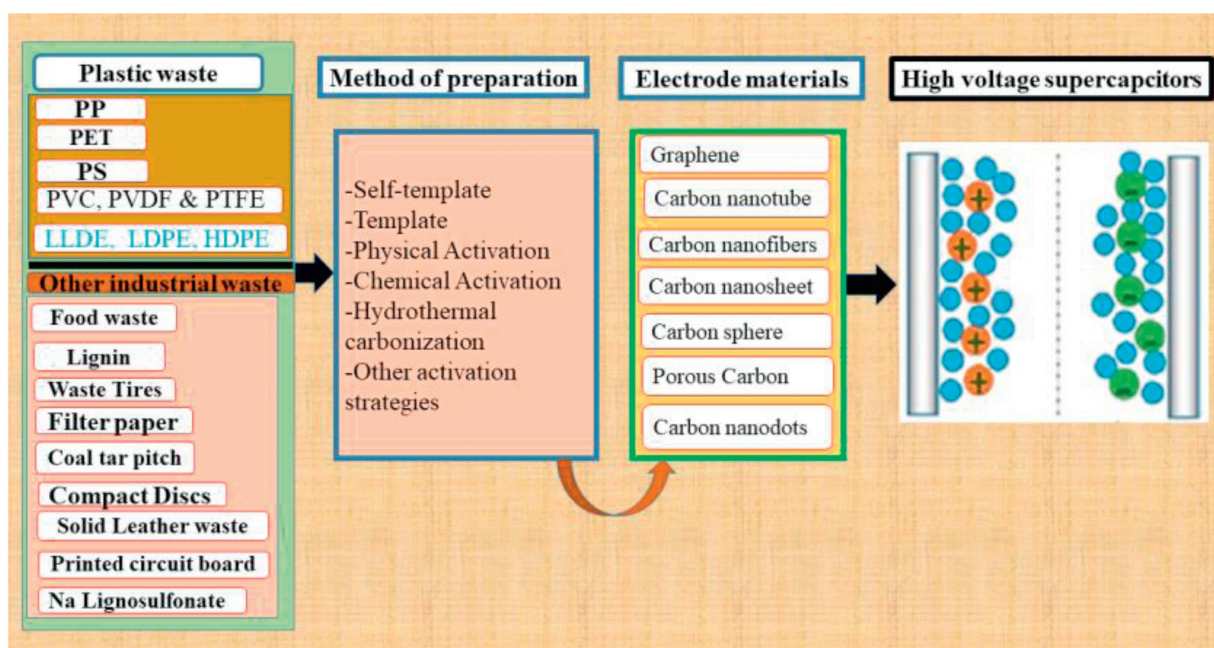 Plastic waste
PP
PET
PS
PVC, PVDF & PTFE
LLDE, LDPE, HDPE
Other industrial waste
Food waste
Lignin
Waste Tires
Filter paper
Coal tar pitch
Compact Discs
Solid Leather waste
Printed circuit board
Na Lignosulfonate
Method of preparation
-Self-template
-Template
-Physical Activation
-Chemical Activation
-Hydrothermal
carbonization
-Other activation
strategies
Electrode materials
Graphene
Carbon nanotube
Carbon nanofibers
Carbon nanosheet
Carbon sphere
Porous Carbon
Carbon nanodots
High voltage supercapcitors
+
+
+
+
+
-
-
-
-
-